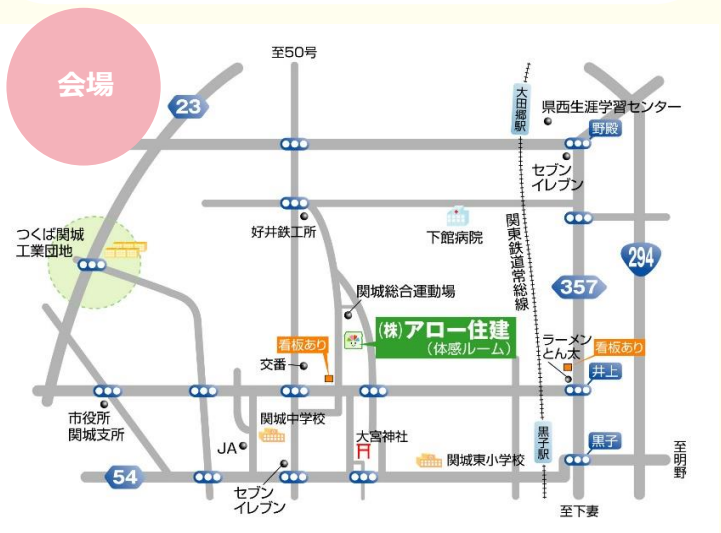 会場
至50号
23
大田郷駅
県西生涯学習センター
野殿
セブン
イレブン
好井鉄工所
下館病院
関東鉄道常総線
つくば関城
工業団地
294
357
関城総合運動場
(株)アロー住建
(体感ルーム)
看板あり
ラーメン
とん太
看板あり
交番
井上
市役所
関城支所
関城中学校
JA
大宮神社
黒子駅
黒子
至明野
関城東小学校
54
セブン
イレブン
至下妻